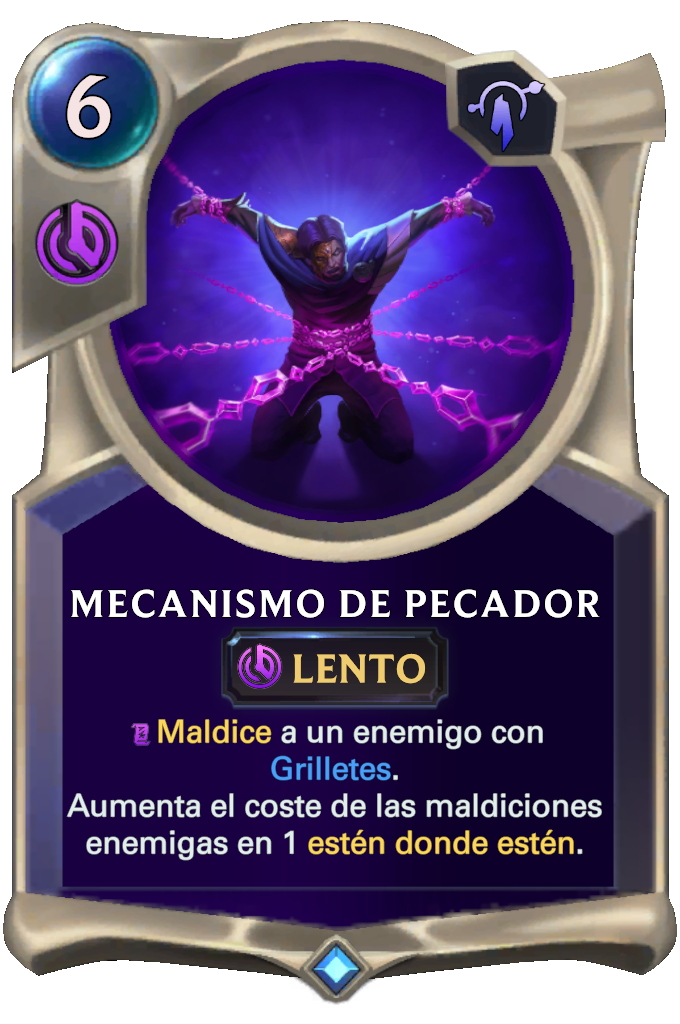 6
MECANISMO DE PECADOR
LENTO
Maldice a un enemigo con
Grilletes.
Aumenta el coste de las maldiciones
enemigas en 1 estén donde estén.